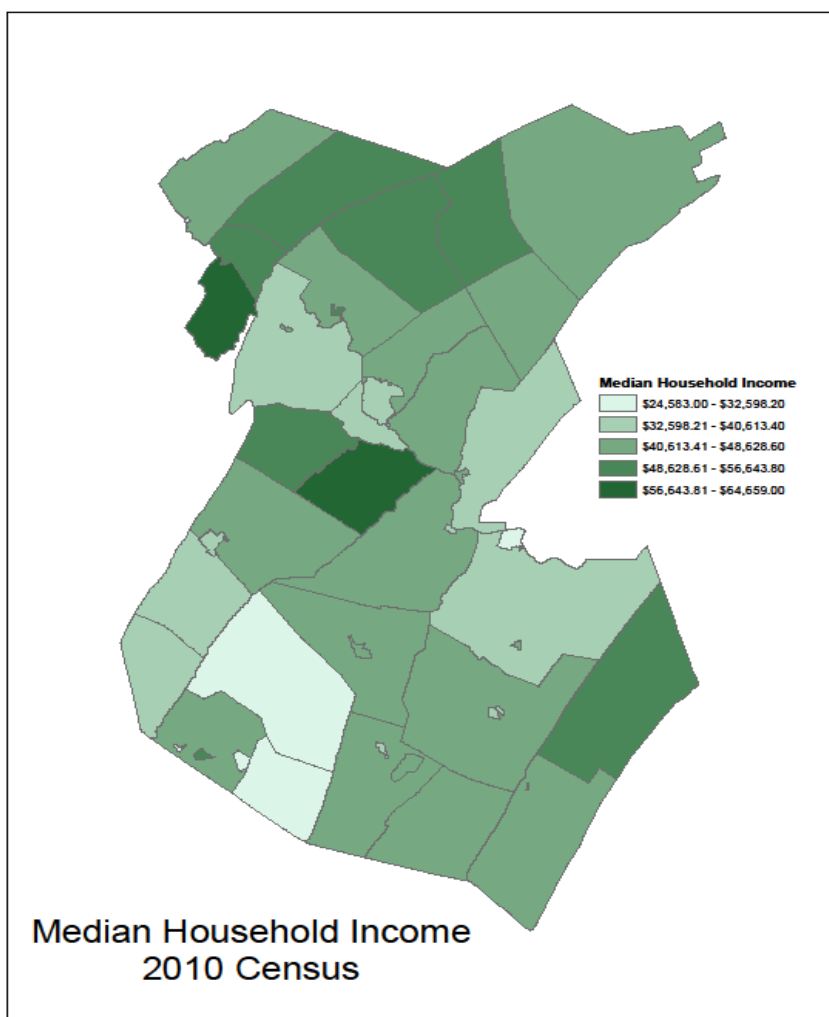 Median Household Income
$24,583.00 - $32,598.20
$32,598.21 - $40,613.40
$40,613.41 - $48,628.60
$48,628.61 - $56,643.80
$56,643.81 - $64,659.00
Median Household Income
2010 Census